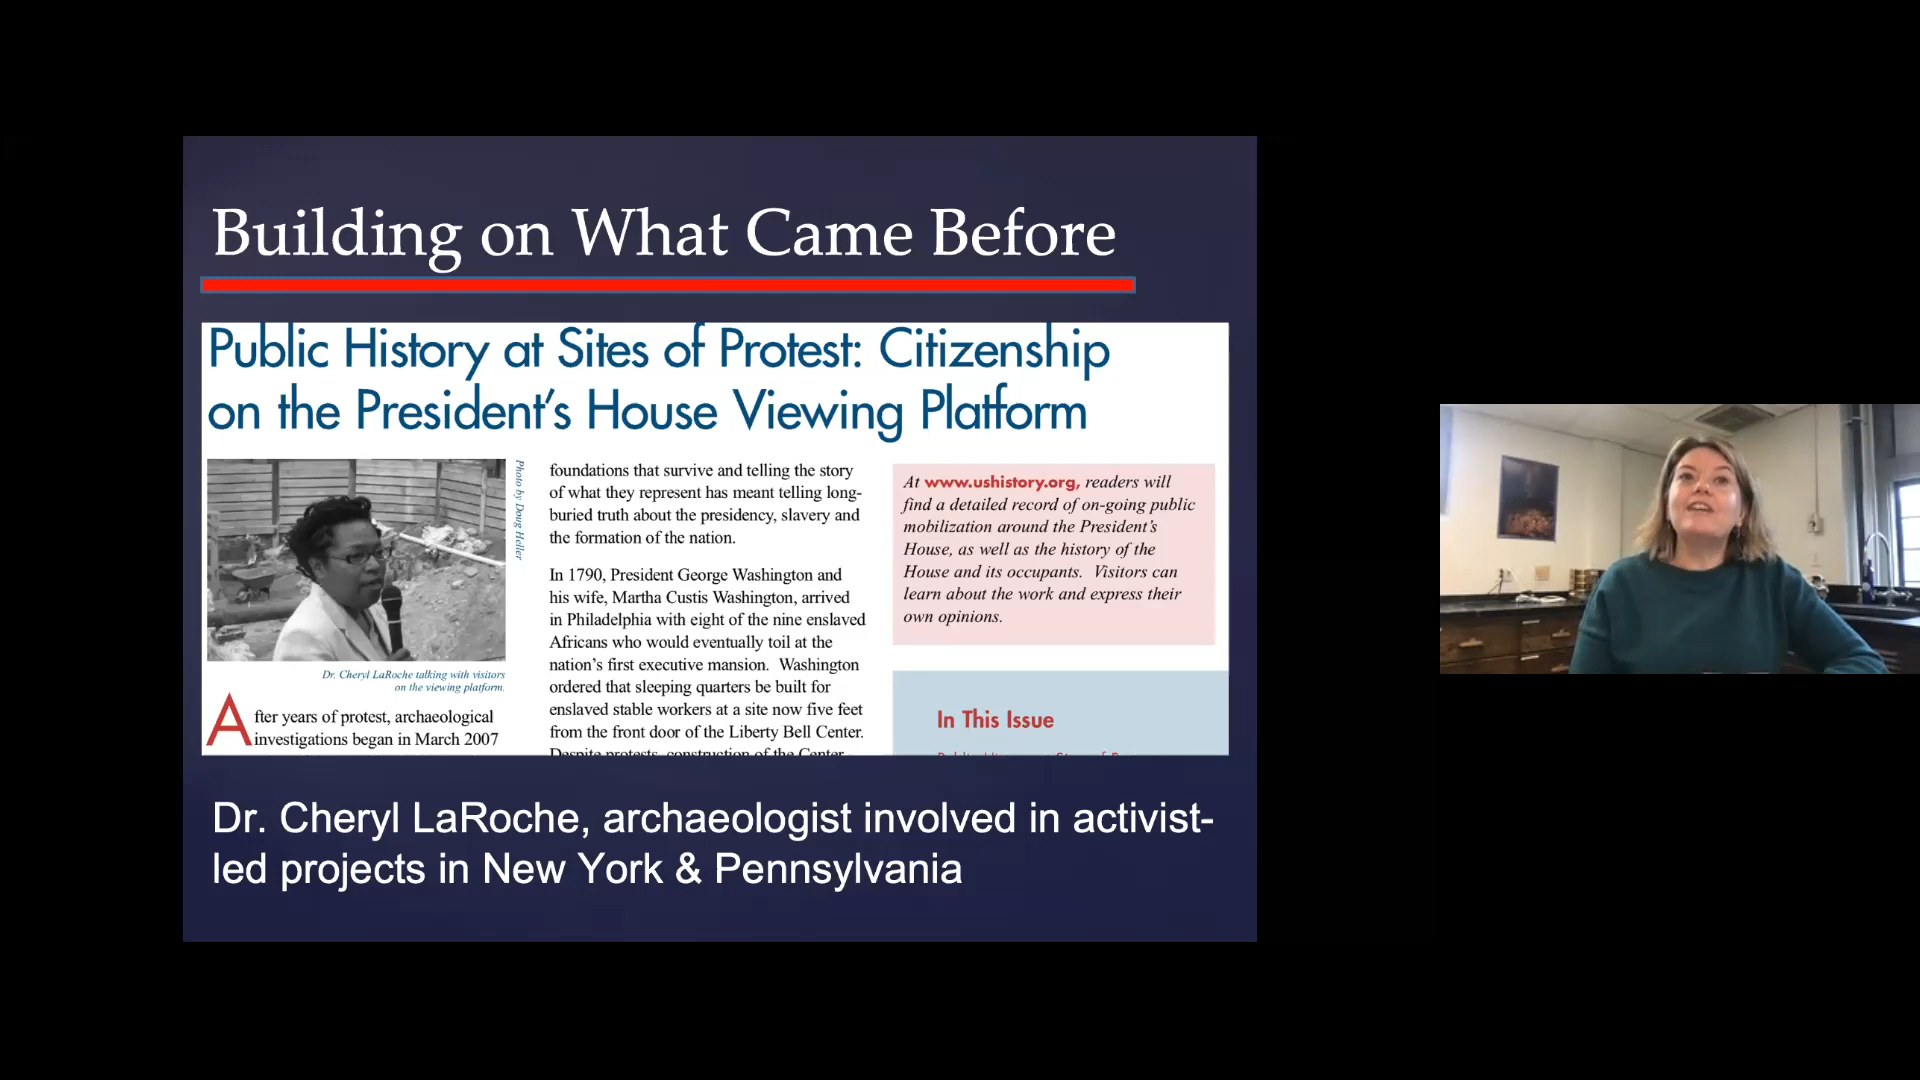 Building on What Came Before
Public History at Sites of Protest: Citizenship
on the President's House Viewing Platform
Photo by Doug Heller
Dr. Cheryl LaRoche talking with visitors
on the viewing platform.
After years of protest, archaeological
investigations began in March 2007
foundations that survive and telling the story
of what they represent has meant telling long-
buried truth about the presidency, slavery and
the formation of the nation.
In 1790, President George Washington and
his wife, Martha Custis Washington, arrived
in Philadelphia with eight of the nine enslaved
Africans who would eventually toil at the
nation's first executive mansion. Washington
ordered that sleeping quarters be built for
enslaved stable workers at a site now five feet
from the front door of the Liberty Bell Center.
Despite protests, construction of the Center
At www.ushistory.org, readers will
find a detailed record of on-going public
mobilization around the President's
House, as well as the history of the
House and its occupants. Visitors can
learn about the work and express their
own opinions.
In This Issue
Dr. Cheryl LaRoche, archaeologist involved in activist-
led projects in New York & Pennsylvania